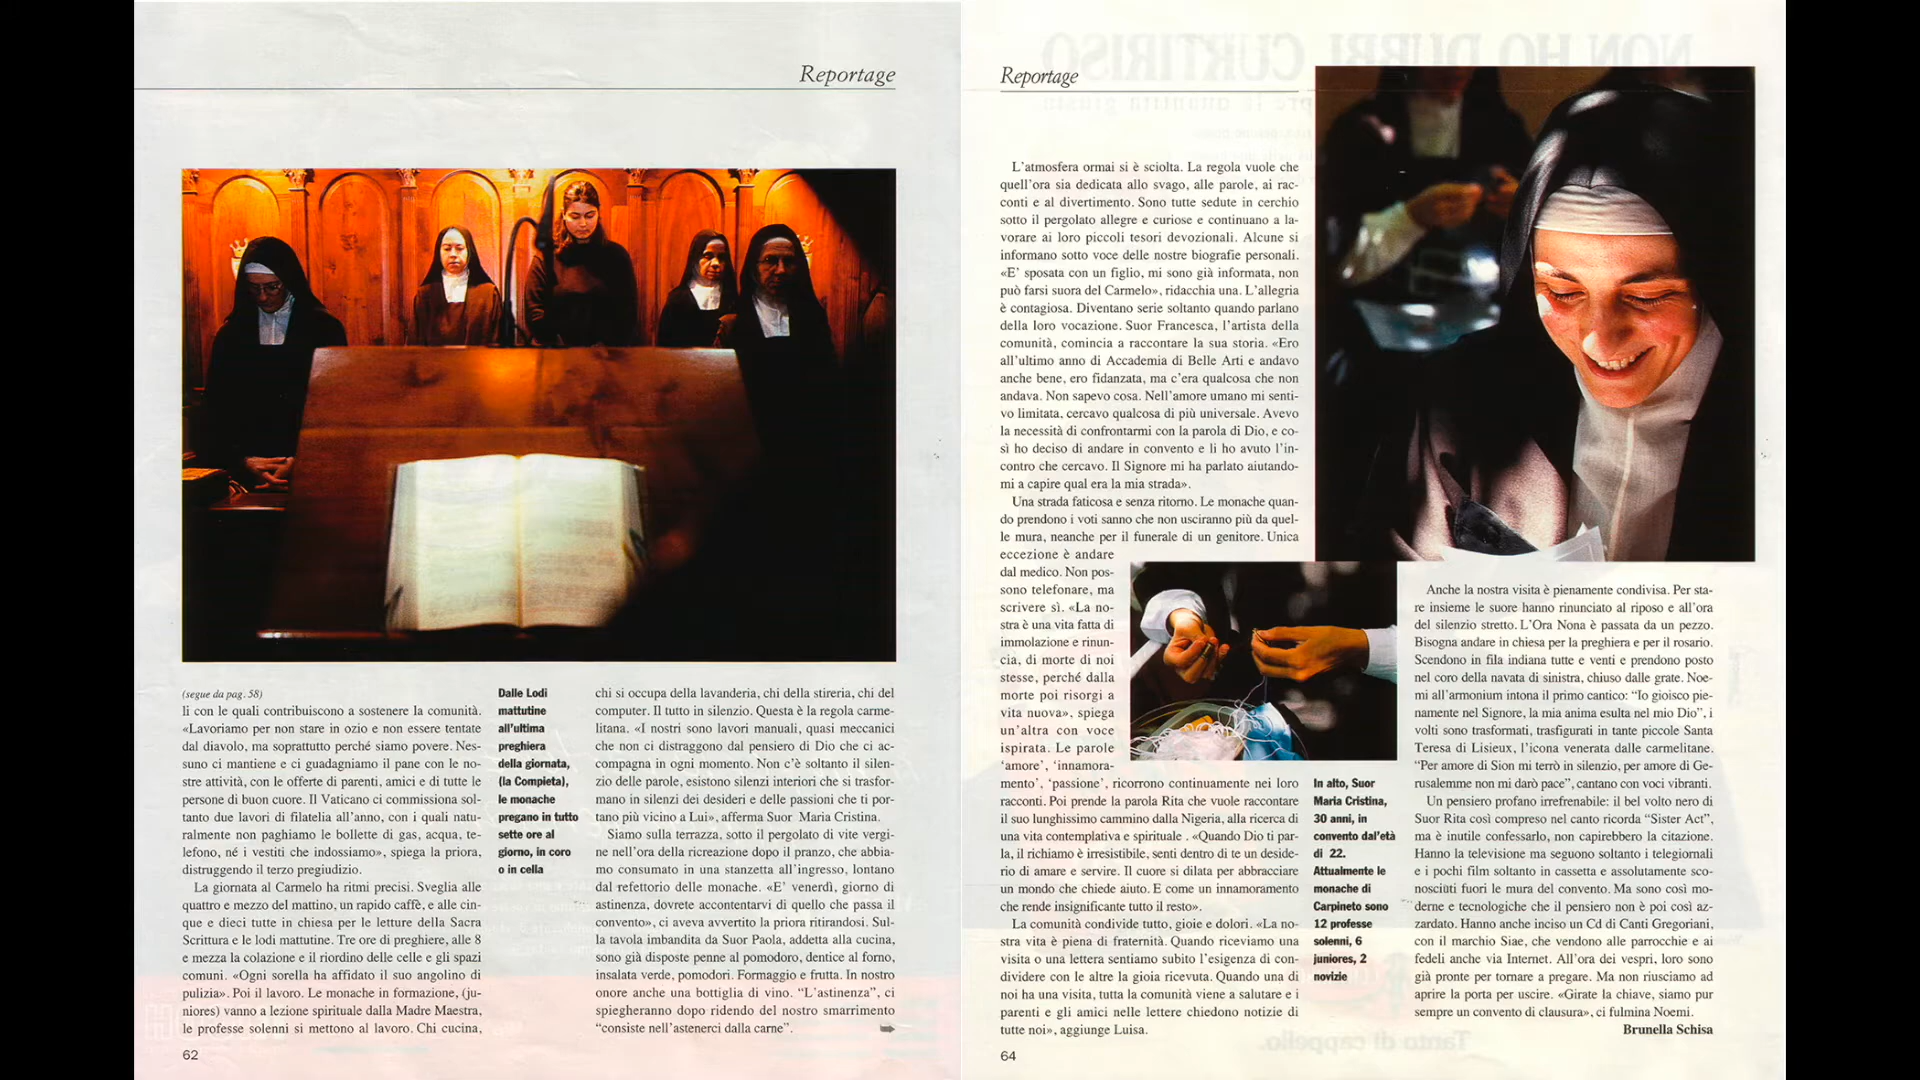 Reportage
(segue da pag. 58)
li con le quali contribuiscono a sostenere la comunità.
«Lavoriamo per non stare in ozio e non essere tentate
dal diavolo, ma soprattutto perché siamo povere. Nes-
suno ci mantiene e ci guadagniamo il pane con le no-
stre attività, con le offerte di parenti, amici e di tutte le
persone di buon cuore. Il Vaticano ci commissiona sol-
tanto due lavori di filatelia all'anno, con i quali natu-
ralmente non paghiamo le bollette di gas, acqua, te-
lefono, né i vestiti che indossiamo», spiega la priora,
distruggendo il terzo pregiudizio.
La giornata al Carmelo ha ritmi precisi. Sveglia alle
quattro e mezzo del mattino, un rapido caffè, e alle cin-
que e dieci tutte in chiesa per le letture della Sacra
Scrittura e le lodi mattutine. Tre ore di preghiere, alle 8
e mezza la colazione e il riordino delle celle e gli spazi
comuni. «Ogni sorella ha affidato il suo angolino di
pulizia». Poi il lavoro. Le monache in formazione, (ju-
niores) vanno a lezione spirituale dalla Madre Maestra,
le professe solenni si mettono al lavoro. Chi cucina,
62
Dalle Lodi
mattutine
all'ultima
preghiera
della giornata,
(la Completa),
le monache
pregano in tutto
sette ore al
giorno, in coro
o in cella
chi si occupa della lavanderia, chi della stireria, chi del
computer. Il tutto in silenzio. Questa è la regola carme-
litana. «I nostri sono lavori manuali, quasi meccanici
che non ci distraggono dal pensiero di Dio che ci ac-
compagna in ogni momento. Non c'è soltanto il silen-
zio delle parole, esistono silenzi interiori che si trasfor-
mano in silenzi dei desideri e delle passioni che ti por-
tano più vicino a Lui», afferma Suor Maria Cristina.
Siamo sulla terrazza, sotto il pergolato di vite vergi-
ne nell'ora della ricreazione dopo il pranzo, che abbia-
mo consumato in una stanzetta all'ingresso, lontano
dal refettorio delle monache. «E' venerdì, giorno di
astinenza, dovrete accontentarvi di quello che passa il
convento», ci aveva avvertito la priora ritirandosi. Sul-
la tavola imbandita da Suor Paola, addetta alla cucina,
sono già disposte penne al pomodoro, dentice al forno,
insalata verde, pomodori. Formaggio e frutta. In nostro
onore anche una bottiglia di vino. "L'astinenza", ci
spiegheranno dopo ridendo del nostro smarrimento
"consiste nell'astenerci dalla carne".
Reportage
L'atmosfera ormai si è sciolta. La regola vuole che
quell'ora sia dedicata allo svago, alle parole, ai rac-
conti e al divertimento. Sono tutte sedute in cerchio
sotto il pergolato allegre e curiose e continuano a la-
vorare ai loro piccoli tesori devozionali. Alcune si
informano sotto voce delle nostre biografie personali.
«E' sposata con un figlio, mi sono già informata, non
può farsi suora del Carmelo», ridacchia una. L'allegria
è contagiosa. Diventano serie soltanto quando parlano
della loro vocazione. Suor Francesca, l'artista della
comunità, comincia a raccontare la sua storia. «Ero
all'ultimo anno di Accademia di Belle Arti e andavo
anche bene, ero fidanzata, ma c'era qualcosa che non
andava. Non sapevo cosa. Nell'amore umano mi senti-
vo limitata, cercavo qualcosa di più universale. Avevo
la necessità di confrontarmi con la parola di Dio, e co-
sì ho deciso di andare in convento e lì ho avuto l'in-
contro che cercavo. Il Signore mi ha parlato aiutando-
mi a capire qual era la mia strada».
Una strada faticosa e senza ritorno. Le monache quan-
do prendono i voti sanno che non usciranno più da quel-
le mura, neanche per il funerale di un genitore. Unica
eccezione è andare
dal medico. Non pos-
sono telefonare, ma
scrivere sì. «La no-
stra è una vita fatta di
immolazione e rinun-
cia, di morte di noi
stesse, perché dalla
morte poi risorgi a
vita nuova», spiega
un'altra con voce
ispirata. Le parole
'amore', 'innamora-
mento', 'passione', ricorrono continuamente nei loro
racconti. Poi prende la parola Rita che vuole raccontare
il suo lunghissimo cammino dalla Nigeria, alla ricerca di
una vita contemplativa e spirituale . «Quando Dio ti par-
la, il richiamo è irresistibile, senti dentro di te un deside-
rio di amare e servire. Il cuore si dilata per abbracciare
un mondo che chiede aiuto. E come un innamoramento
che rende insignificante tutto il resto».
La comunità condivide tutto, gioie e dolori. «La no-
stra vita è piena di fraternità. Quando riceviamo una
visita o una lettera sentiamo subito l'esigenza di con-
dividere con le altre la gioia ricevuta. Quando una di
noi ha una visita, tutta la comunità viene a salutare e i
parenti e gli amici nelle lettere chiedono notizie di
tutte noi», aggiunge Luisa.
64
In alto, Suor
Maria Cristina,
30 anni, in
convento dal'età
di 22.
Attualmente le
monache di
Carpineto sono
12 professe
solenni, 6
juniores, 2
novizie
Anche la nostra visita è pienamente condivisa. Per sta-
re insieme le suore hanno rinunciato al riposo e all'ora
del silenzio stretto. L'Ora Nona è passata da un pezzo.
Bisogna andare in chiesa per la preghiera e per il rosario.
Scendono in fila indiana tutte e venti e prendono posto
nel coro della navata di sinistra, chiuso dalle grate. Noe-
mi all'armonium intona il primo cantico: "Io gioisco pie-
namente nel Signore, la mia anima esulta nel mio Dio", i
volti sono trasformati, trasfigurati in tante piccole Santa
Teresa di Lisieux, l'icona venerata dalle carmelitane.
"Per amore di Sion mi terrò in silenzio, per amore di Ge-
rusalemme non mi darò pace", cantano con voci vibranti.
Un pensiero profano irrefrenabile: il bel volto nero di
Suor Rita così compreso nel canto ricorda "Sister Act",
ma è inutile confessarlo, non capirebbero la citazione.
Hanno la televisione ma seguono soltanto i telegiornali
e i pochi film soltanto in cassetta e assolutamente sco-
nosciuti fuori le mura del convento. Ma sono così mo-
derne e tecnologiche che il pensiero non è poi così az-
zardato. Hanno anche inciso un Cd di Canti Gregoriani,
con il marchio Siae, che vendono alle parrocchie e ai
fedeli anche via Internet. All'ora dei vespri, loro sono
già pronte per tornare a pregare. Ma non riusciamo ad
aprire la porta per uscire. «Girate la chiave, siamo pur
sempre un convento di clausura», ci fulmina Noemi.
Brunella Schisa